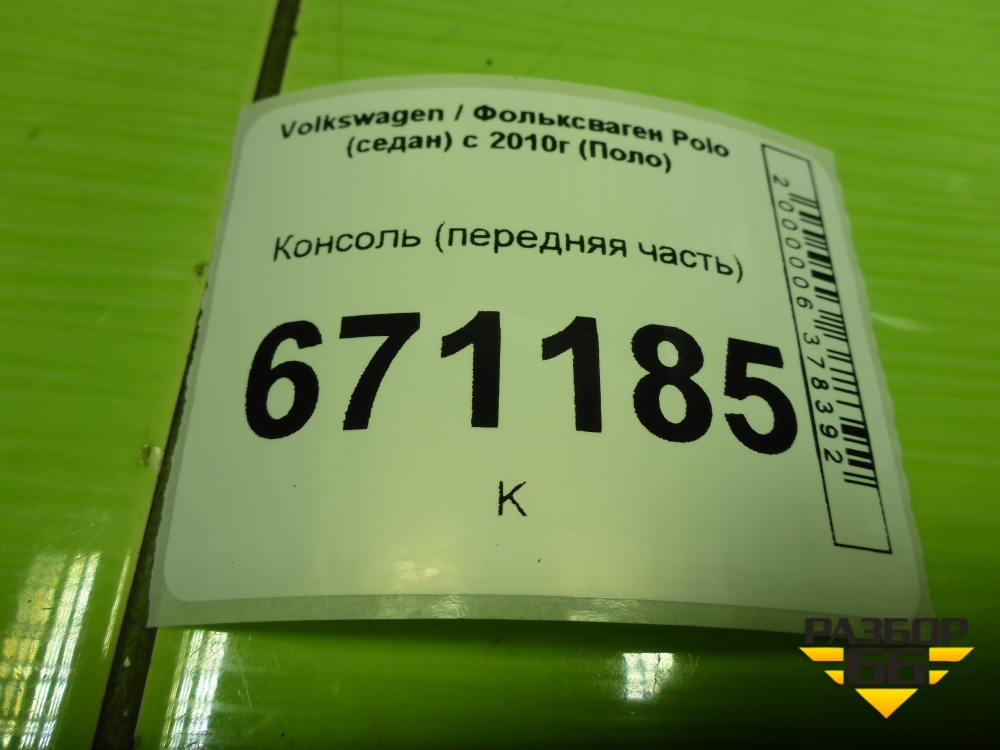 Volkswagen / Фольксваген Polo
(седан) с 2010г (Поло)
Консоль (передняя часть)
671185
К
2000006378392
РАЗБОР
66